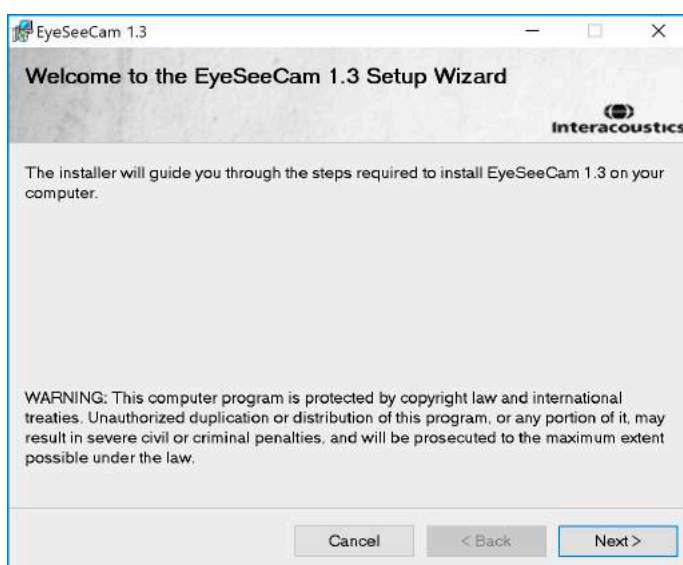 EyeSeeCam 1.3
Welcome to the EyeSeeCam 1.3 Setup Wizard
Interacoustics
The installer will guide you through the steps required to install EyeSeeCam 1.3 on your
computer.
WARNING: This computer program is protected by copyright law and international
treaties. Unauthorized duplication or distribution of this program, or any portion of it, may
result in severe civil or criminal penalties, and will be prosecuted to the maximum extent
possible under the law.
Cancel < Back Next >